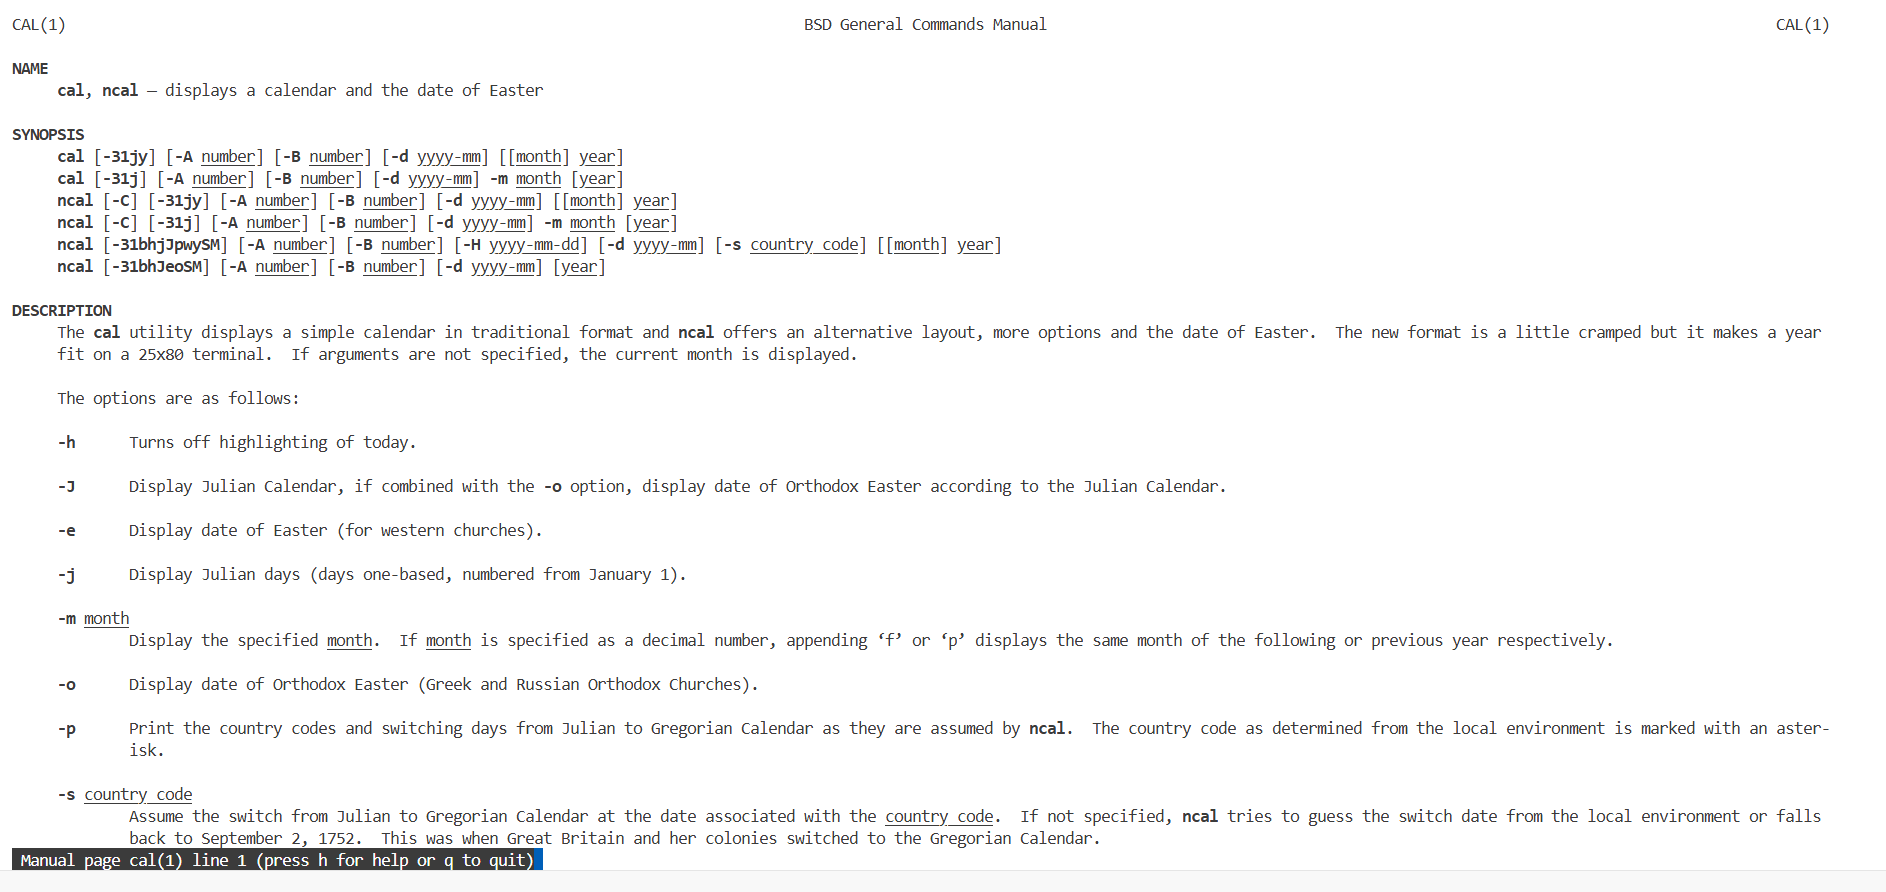 CAL(1) BSD General Commands Manual CAL(1)
NAME
cal, ncal — displays a calendar and the date of Easter
SYNOPSIS
cal [-31jy] [-A number] [-B number] [-d yyyy-mm] [[month] year]
cal [-31j] [-A number] [-B number] [-d yyyy-mm] -m month [year]
ncal [-C] [-31jy] [-A number] [-B number] [-d yyyy-mm] [[month] year]
ncal [-C] [-31j] [-A number] [-B number] [-d yyyy-mm] -m month [year]
ncal [-31bhjJpwySM] [-A number] [-B number] [-H yyyy-mm-dd] [-d yyyy-mm] [-s country_code] [[month] year]
ncal [-31bhJeoSM] [-A number] [-B number] [-d yyyy-mm] [year]
DESCRIPTION
The cal utility displays a simple calendar in traditional format and ncal offers an alternative layout, more options and the date of Easter.  The new format is a little cramped but it makes a year
fit on a 25x80 terminal.  If arguments are not specified, the current month is displayed.
The options are as follows:
-h Turns off highlighting of today.
-J Display Julian Calendar, if combined with the -o option, display date of Orthodox Easter according to the Julian Calendar.
-e Display date of Easter (for western churches).
-j Display Julian days (days one-based, numbered from January 1).
-m month
Display the specified month.  If month is specified as a decimal number, appending ‘f’ or ‘p’ displays the same month of the following or previous year respectively.
-o Display date of Orthodox Easter (Greek and Russian Orthodox Churches).
-p Print the country codes and switching days from Julian to Gregorian Calendar as they are assumed by ncal.  The country code as determined from the local environment is marked with an aster-
isk.
-s country_code
Assume the switch from Julian to Gregorian Calendar at the date associated with the country_code.  If not specified, ncal tries to guess the switch date from the local environment or falls
back to September 2, 1752.  This was when Great Britain and her colonies switched to the Gregorian Calendar.
Manual page cal(1) line 1 (press h for help or q to quit)